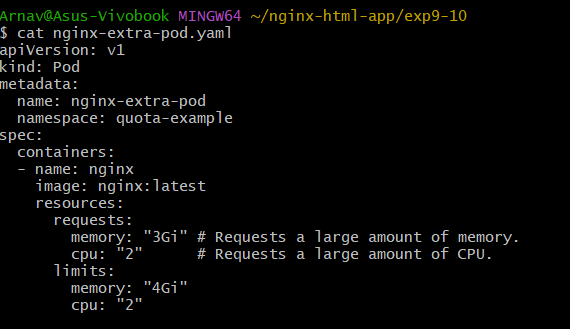 Arnav@Asus-Vivobook MINGW64 ~/nginx-html-app/exp9-10
$ cat nginx-extra-pod.yaml
apiVersion: v1
kind: Pod
metadata:
  name: nginx-extra-pod
  namespace: quota-example
spec:
  containers:
  - name: nginx
    image: nginx:latest
    resources:
      requests:
        memory: "3Gi" # Requests a large amount of memory.
        cpu: "2"      # Requests a large amount of CPU.
      limits:
        memory: "4Gi"
        cpu: "2"